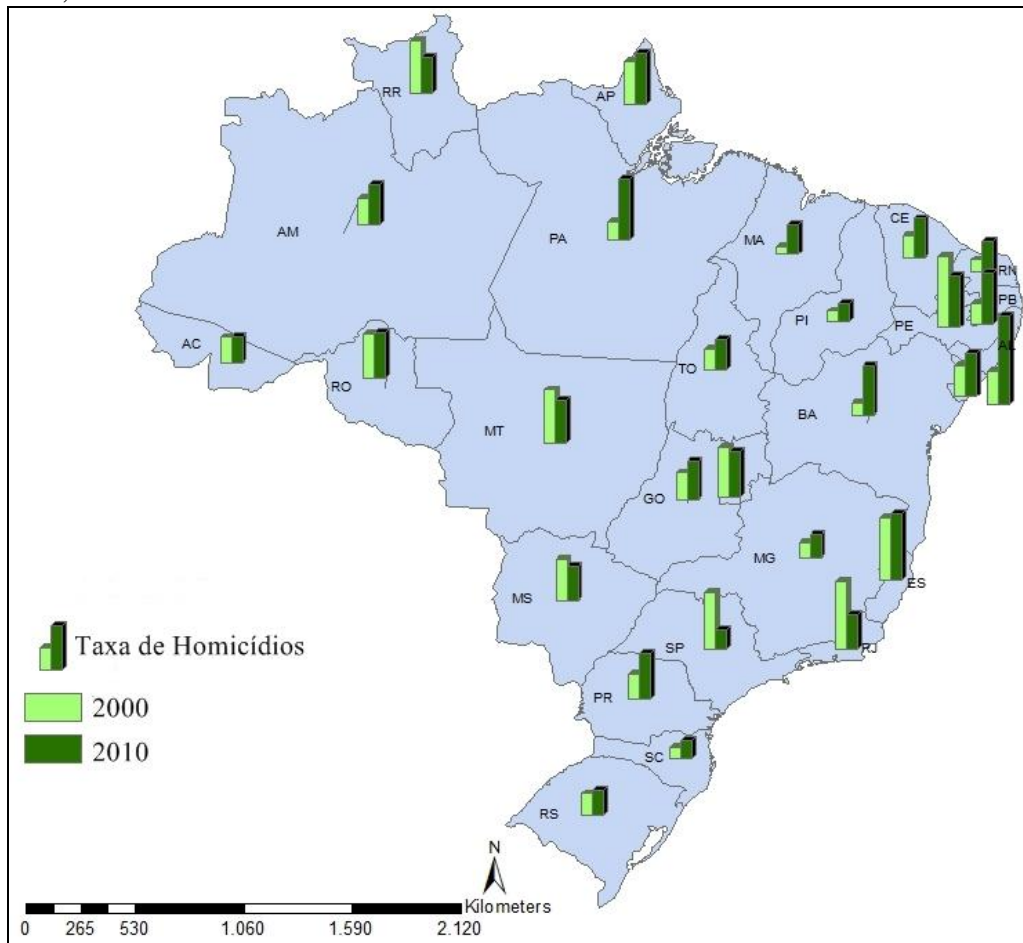 RR
AP
AM
PA
MA
CE
RN
PB
PI
PE
AL
AC
RO
TO
BA
MT
GO
MG
ES
MS
SP
RJ
PR
SC
RS
Taxa de Homicídios
2000
2010
N
Kilometers
0 265 530 1.060 1.590 2.120